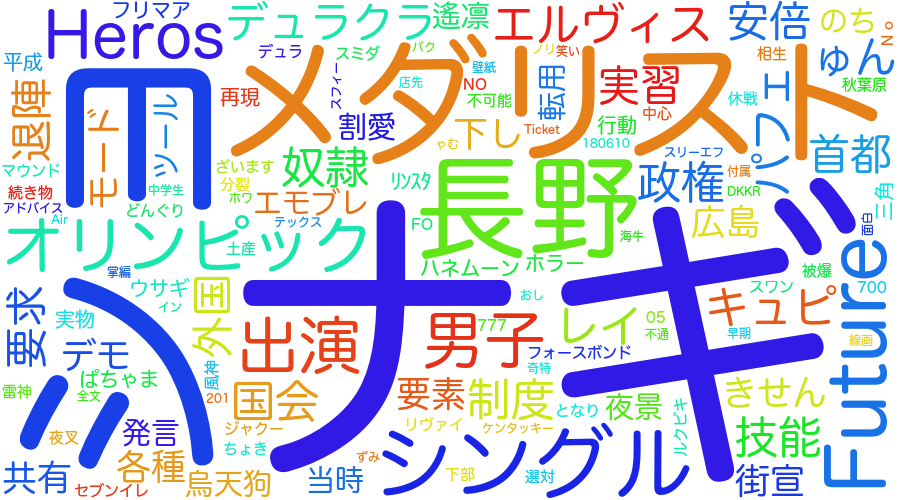 フリマア
デュラクラ
遙凛
エルヴィス
安倍
のち
No.
Heros
平成
デュラ
スミダ
パク
ノリ
笑い
相生
ゅん
壁紙
店先
NO
不可能
スフィー
雨
メダリスト
退陣
モード
ツール
再現
割愛
下し
転用
実習
行動
中心
休戦
秋葉原
パフェ
首都
Ticket
180610
ゃむ
スリーエフ
付属
DKKR
三角
面白
マウンド
続き物
アドバイス
Air
中学生
どんぐり
ざいます
分裂
ホワ
テックス
奴隷
エモブレ
リンスタ
FO
長野
政権
広島
海牛
オリンピック
土産
掌編
ウサギ
イン
ハネムーン
ホラー
おし
被爆
スワン
700
Future
ナギ
ッ
ミ
外国
要求
実物
デモ
出演
男子
777
レイ
05
不通
早期
キュピ
線画
フォースボンド
奇特
風神
雷神
ぱちゃま
全文
201
国会
要素
制度
となり
夜景
きせん
夜叉
発言
ジャクー
ちょき
リヴァイ
ケンタッキー
ルクビキ
技能
共有
セブンイレ
各種
烏天狗
当時
ずみ
シングル
下部
選対
街宣